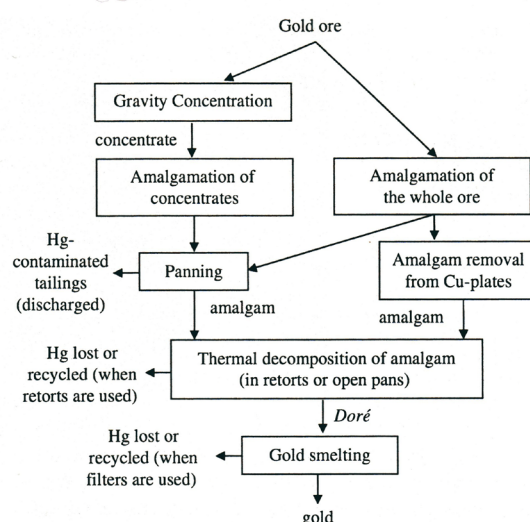 Gold ore
Gravity Concentration
concentrate
Amalgamation of
concentrates
Amalgamation of
the whole ore
Hg-
contaminated
tailings
(discharged)
Panning
Amalgam removal
from Cu-plates
amalgam
amalgam
Hg lost or
recycled (when
retorts are used)
Thermal decomposition of amalgam
(in retorts or open pans)
Doré
Hg lost or
recycled (when
filters are used)
Gold smelting
gold